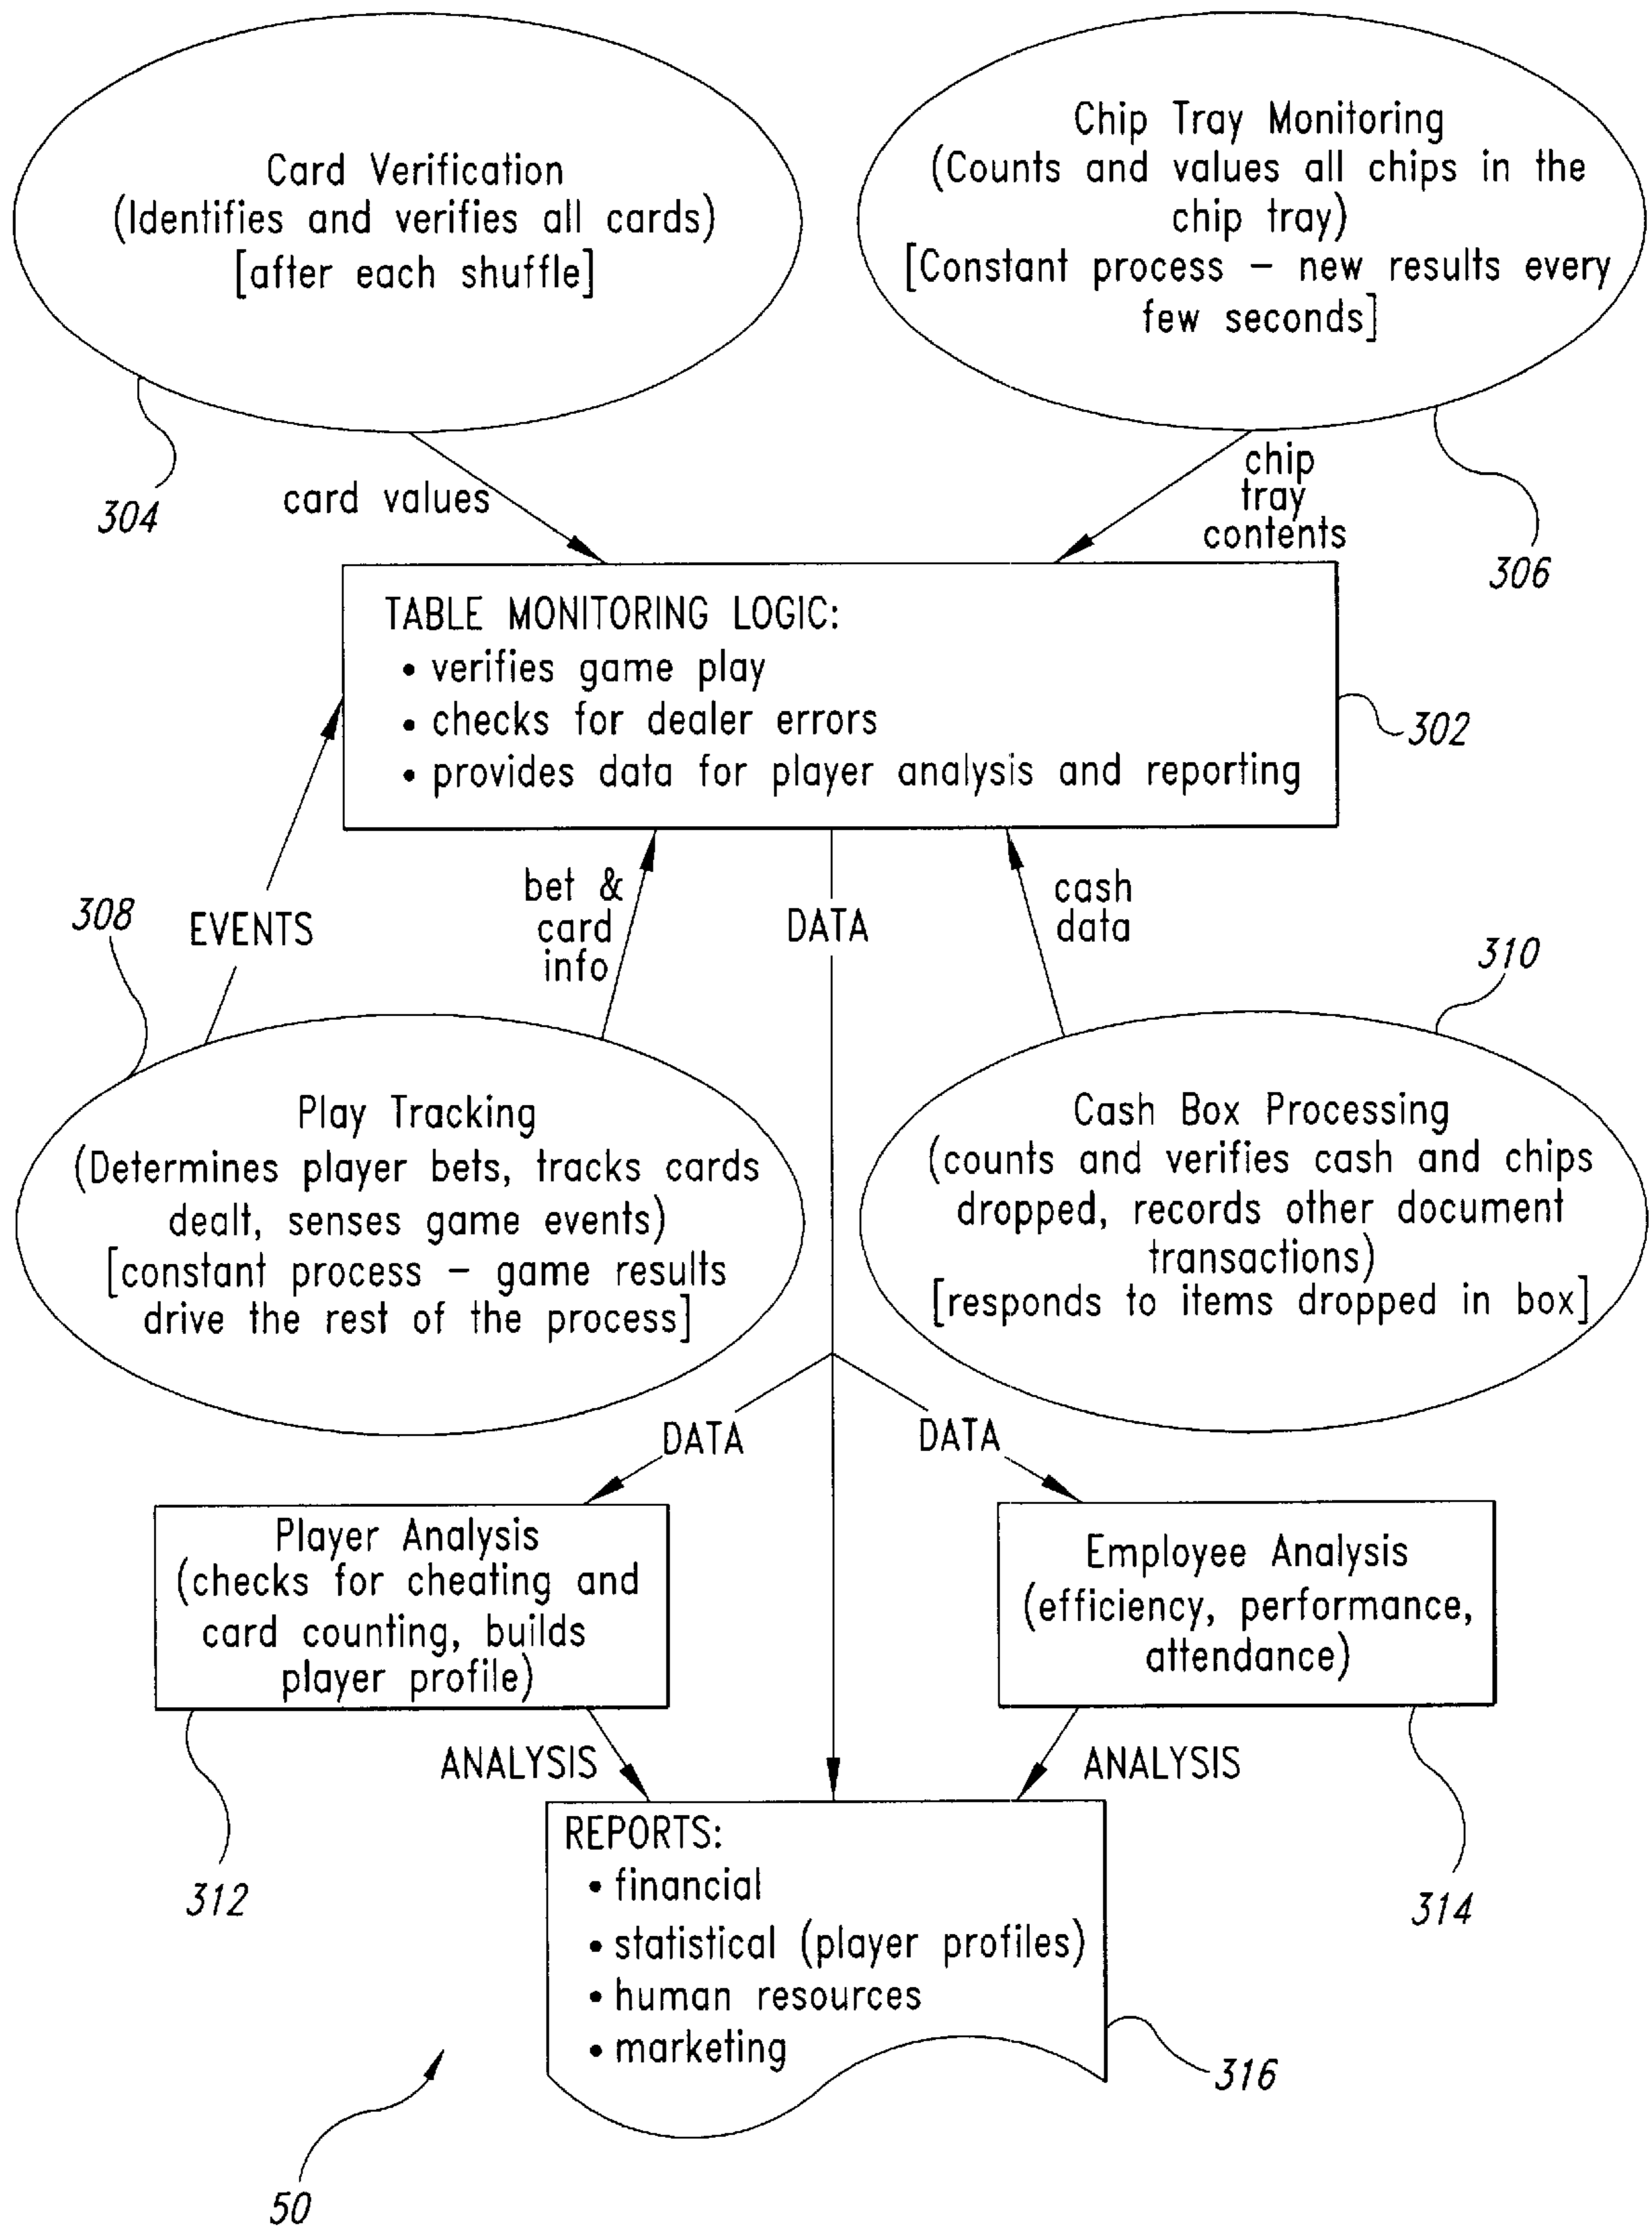 Card Verification
(Identifies and verifies all cards)
[after each shuffle]
Chip Tray Monitoring
(Counts and values all chips in the
chip tray)
[Constant process – new results every
few seconds]
304
card values
chip
tray
contents
306
TABLE MONITORING LOGIC:
• verifies game play
• checks for dealer errors
• provides data for player analysis and reporting
302
308
EVENTS
bet &
card
info
DATA
cash
data
310
Play Tracking
(Determines player bets, tracks cards
dealt, senses game events)
[constant process – game results
drive the rest of the process]
Cash Box Processing
(counts and verifies cash and chips
dropped, records other document
transactions)
[responds to items dropped in box]
DATA
DATA
Player Analysis
(checks for cheating and
card counting, builds
player profile)
Employee Analysis
(efficiency, performance,
attendance)
ANALYSIS
ANALYSIS
312
314
REPORTS:
• financial
• statistical (player profiles)
• human resources
• marketing
316
50